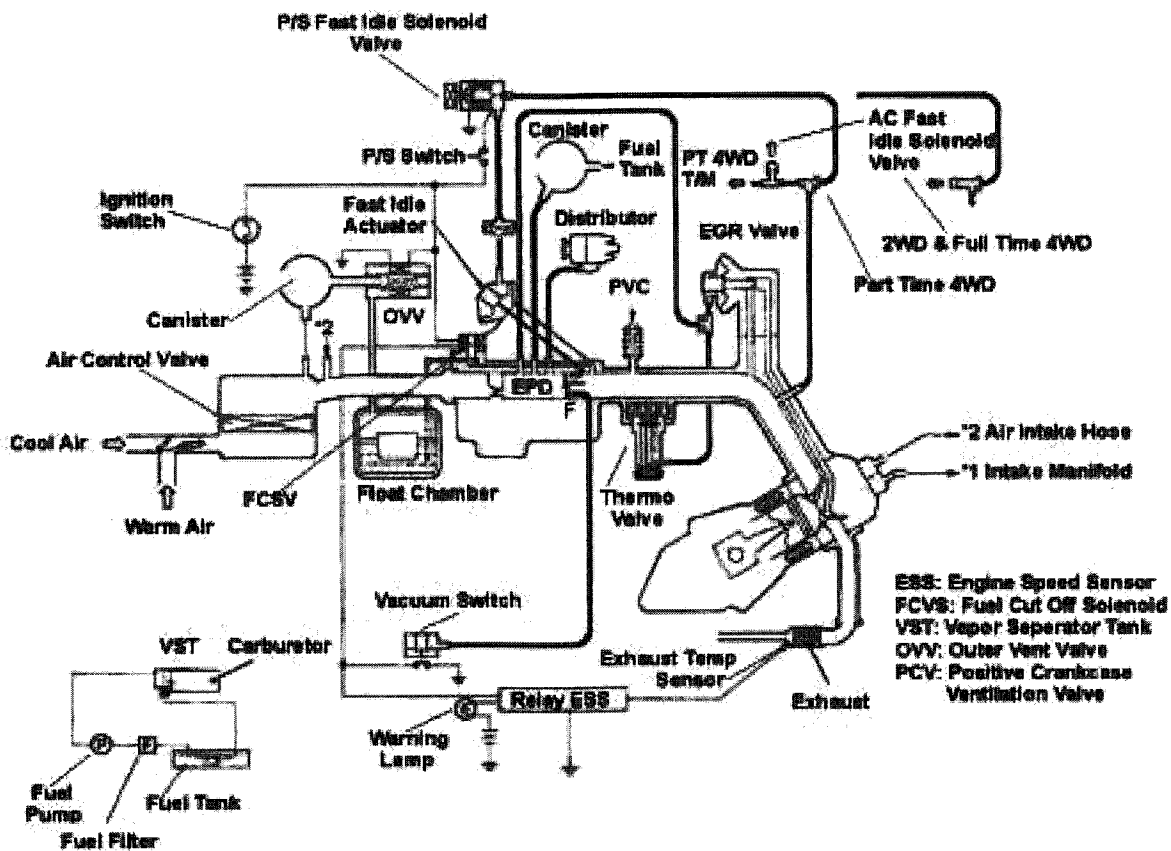 P/S Fast Idle Solenoid
Valve
Canister
Fuel
Tank
AC Fast
Idle Solenoid
Valve
P/S Switch
PT 4WD
T/M
Ignition
Switch
Fast Idle
Actuator
Distributor
EGR Valve
2WD & Full Time 4WD
Part Time 4WD
PVC
Canister
*2
OVV
Air Control Valve
EPD
F
Cool Air
*2 Air Intake Hose
*1 Intake Manifold
FCSV
Float Chamber
Thermo
Valve
Warm Air
ESS: Engine Speed Sensor
FCVS: Fuel Cut Off Solenoid
VST: Vapor Seperator Tank
OVV: Outer Vent Valve
PCV: Positive Crankcase
Ventilation Valve
Vacuum Switch
VST
Carburetor
Exhaust Temp
Sensor
Exhaust
Relay ESS
Warning
Lamp
P
F
Fuel
Pump
Fuel Tank
Fuel Filter